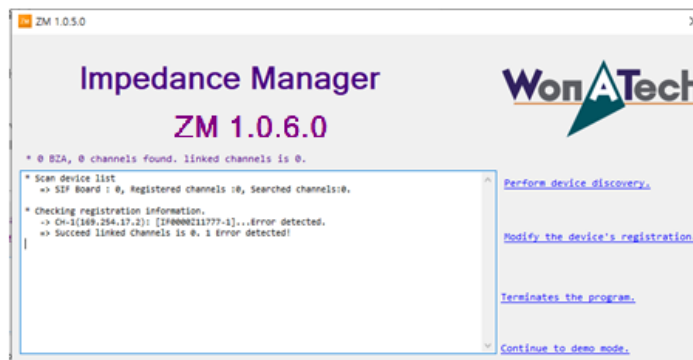 ZM 1.0.5.0
Impedance Manager
ZM 1.0.6.0
WonATech
* 0 BZA, 0 channels found. linked channels is 0.
* Scan device list
=> SIF Board : 0, Registered channels :0, Searched channels:0.
* Checking registration information.
-> CH-1(169.254.17.2): [IF0000Z11777-1]...Error detected.
=> Succeed linked Channels is 0. 1 Error detected!
Perform device discovery.
Modify the device's registration.
Terminates the program.
Continue to demo mode.